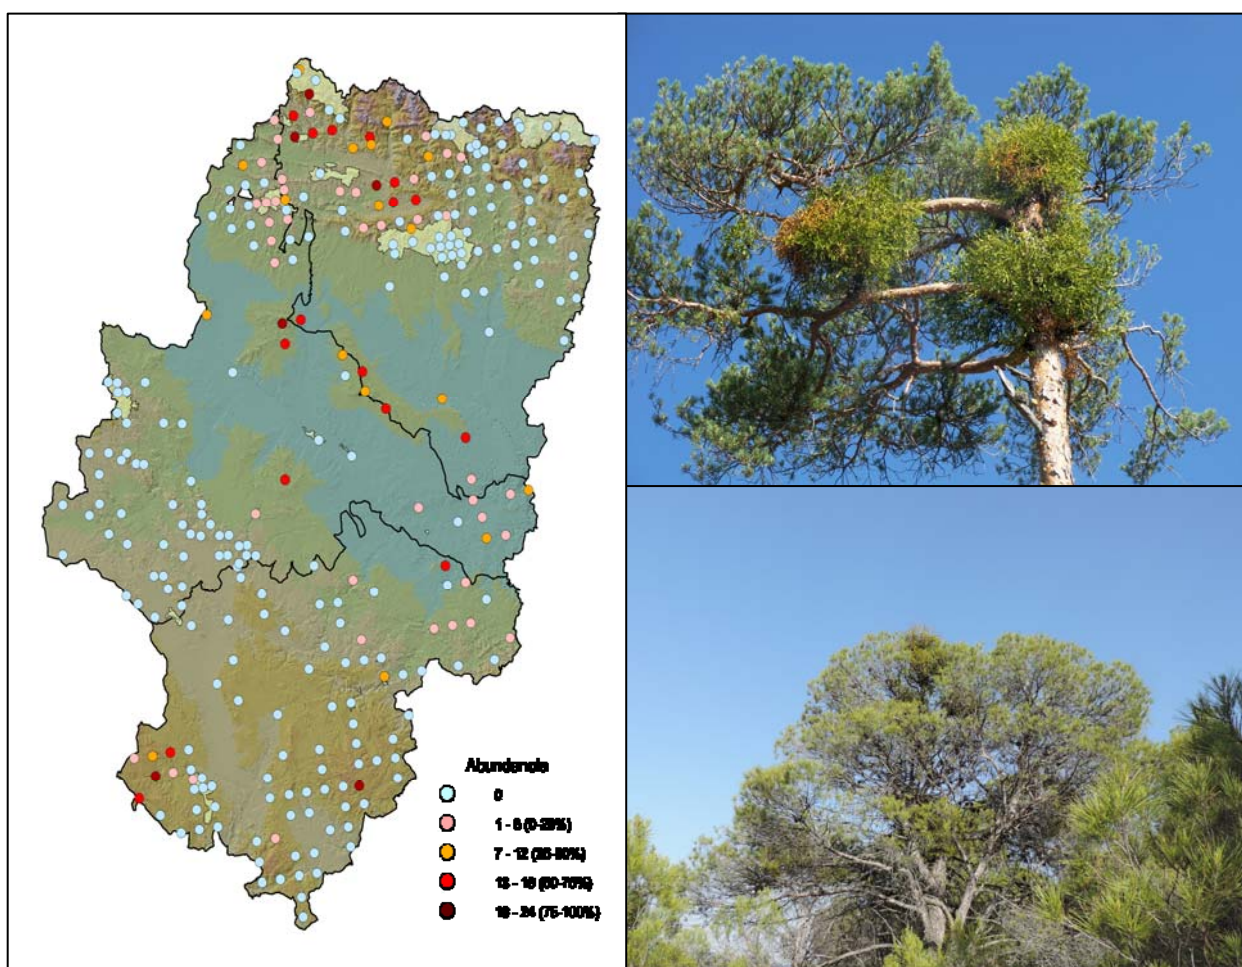 Abundancia
0
1 - 6 (0-25%)
7 - 12 (25-50%)
13 - 18 (50-75%)
19 - 24 (75-100%)